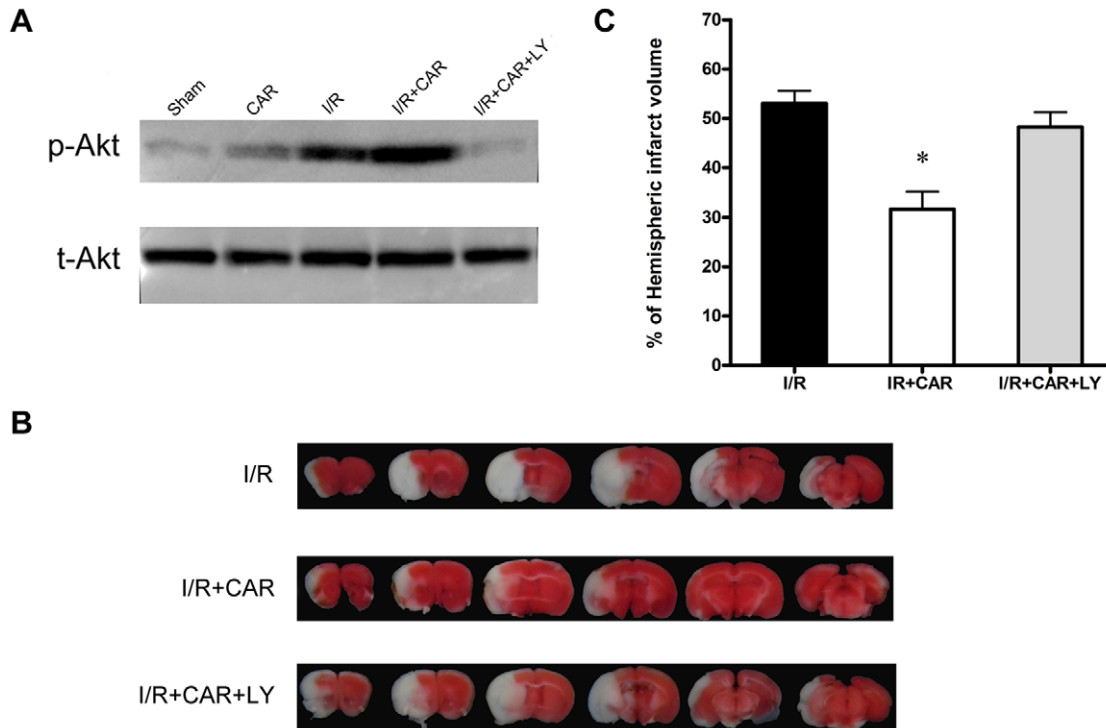 A
Sham CAR I/R I/R+CAR I/R+CAR+LY
p-Akt
t-Akt
C
% of Hemispheric infarct volume
70
60
50
40
30
20
10
0
*
I/R IR+CAR I/R+CAR+LY
B
I/R
I/R+CAR
I/R+CAR+LY